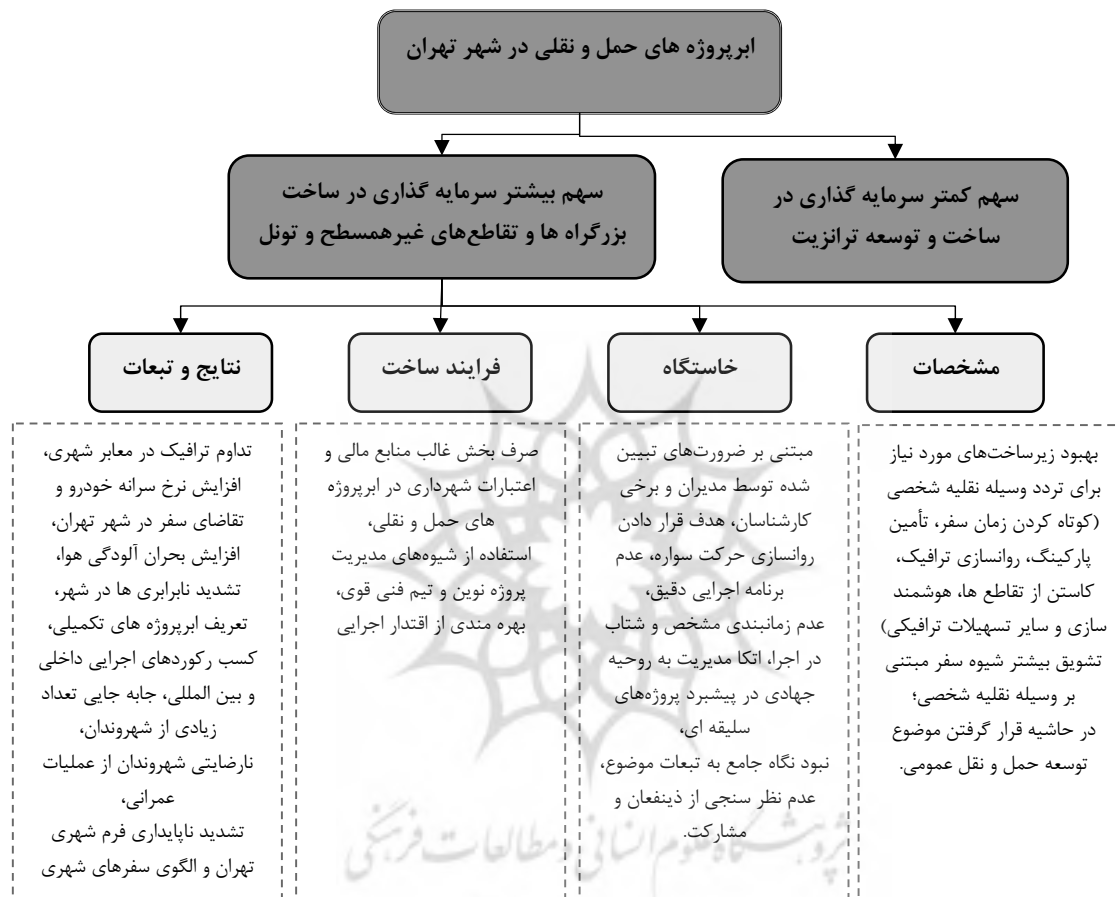 ابرپروژه های حمل و نقلی در شهر تهران
سهم کمتر سرمایه گذاری در
ساخت و توسعه ترانزیت
سهم بیشتر سرمایه گذاری در ساخت
بزرگراه ها و تقاطع‌های غیرهمسطح و تونل
مشخصات
خاستگاه
فرایند ساخت
نتایج و تبعات
بهبود زیرساخت‌های مورد نیاز
برای تردد وسیله نقلیه شخصی
(کوتاه کردن زمان سفر، تأمین
پارکینگ، روانسازی ترافیک،
کاستن از تقاطع ها، هوشمند
سازی و سایر تسهیلات ترافیکی)
تشویق بیشتر شیوه سفر مبتنی
بر وسیله نقلیه شخصی؛
در حاشیه قرار گرفتن موضوع
توسعه حمل و نقل عمومی.
مبتنی بر ضرورت‌های تبیین
شده توسط مدیران و برخی
کارشناسان، هدف قرار دادن
روانسازی حرکت سواره، عدم
برنامه اجرایی دقیق،
عدم زمانبندی مشخص و شتاب
در اجرا، اتکا مدیریت به روحیه
جهادی در پیشبرد پروژه‌های
سلیقه ای،
نبود نگاه جامع به تبعات موضوع،
عدم نظر سنجی از ذینفعان و
مشارکت.
صرف بخش غالب منابع مالی و
اعتبارات شهرداری در ابرپروژه
های حمل و نقلی،
استفاده از شیوه‌های مدیریت
پروژه نوین و تیم فنی قوی،
بهره مندی از اقتدار اجرایی
تداوم ترافیک در معابر شهری،
افزایش نرخ سرانه خودرو و
تقاضای سفر در شهر تهران،
افزایش بحران آلودگی هوا،
تشدید نابرابری ها در شهر،
تعریف ابرپروژه های تکمیلی،
کسب رکوردهای اجرایی داخلی
و بین المللی، جابه جایی تعداد
زیادی از شهروندان،
نارضایتی شهروندان از عملیات
عمرانی،
تشدید ناپایداری فرم شهری
تهران و الگوی سفرهای شهری
پژوهشگاه علوم انسانی و مطالعات فرهنگی